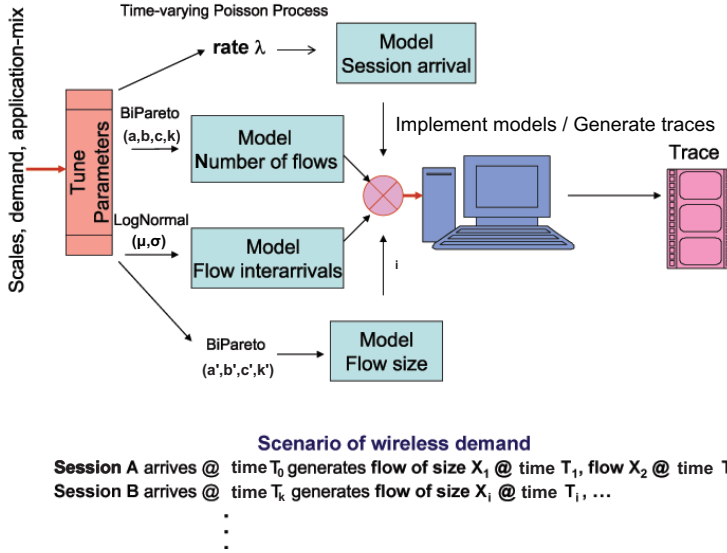 Time-varying Poisson Process
rate λ
Model
Session arrival
Scales, demand, application-mix
Tune
Parameters
BiPareto
(a,b,c,k)
Model
Number of flows
Implement models / Generate traces
Trace
LogNormal
(μ,σ)
Model
Flow interarrivals
i
BiPareto
(a',b',c',k')
Model
Flow size
Scenario of wireless demand
Session A arrives @ time T0 generates flow of size X1 @ time T1, flow X2 @ time T
Session B arrives @ time Tk generates flow of size Xi @ time Ti , ...